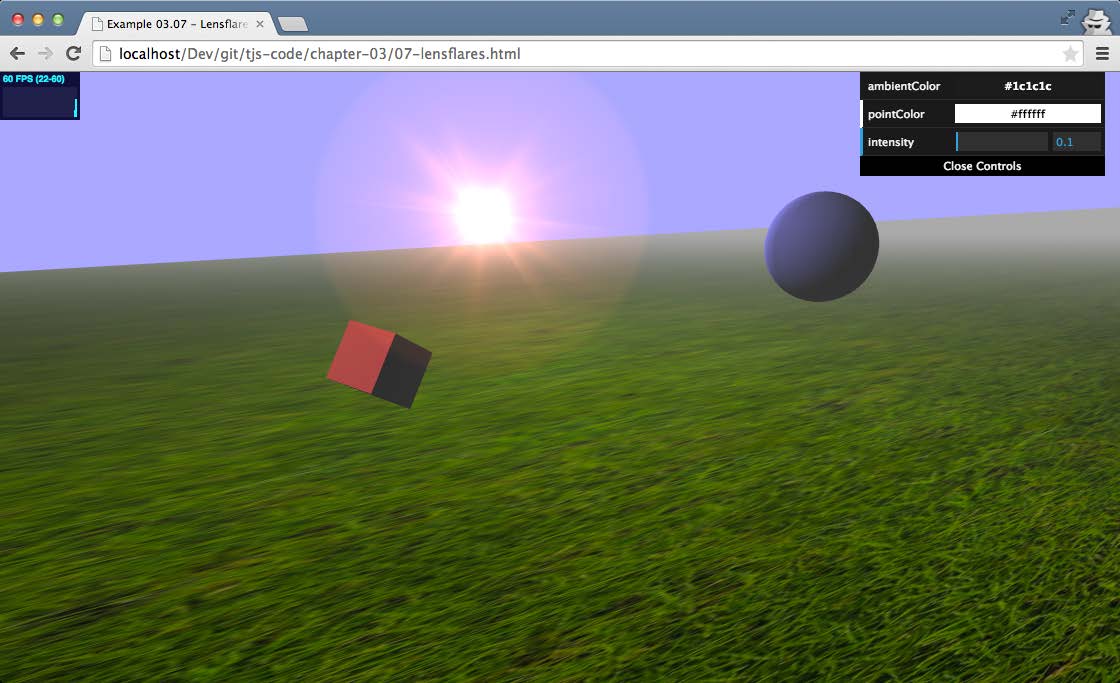 Example 03.07 – Lensflare
localhost/Dev/git/tjs-code/chapter-03/07-lensflares.html
60 FPS (22-60)
ambientColor #1c1c1c
pointColor #ffffff
intensity 0.1
Close Controls